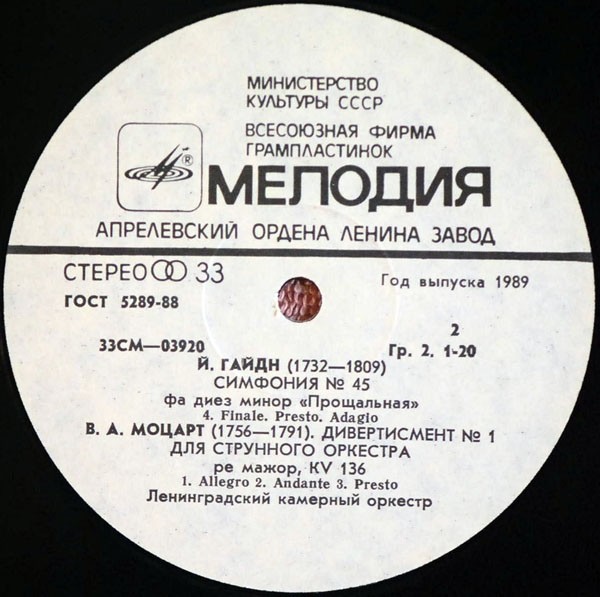 МИНИСТЕРСТВО
КУЛЬТУРЫ СССР
ВСЕСОЮЗНАЯ ФИРМА
ГРАМПЛАСТИНОК
®
МЕЛОДИЯ
АПРЕЛЕВСКИЙ ОРДЕНА ЛЕНИНА ЗАВОД
СТЕРЕО 33
Год выпуска 1989
ГОСТ 5289-88
2
33СМ—03920
Гр. 2. 1-20
Й. ГАЙДН (1732—1809)
СИМФОНИЯ № 45
фа диез минор «Прощальная»
4. Finale. Presto. Adagio
В. А. МОЦАРТ (1756—1791). ДИВЕРТИСМЕНТ № 1
ДЛЯ СТРУННОГО ОРКЕСТРА
ре мажор, KV 136
1. Allegro 2. Andante 3. Presto
Ленинградский камерный оркестр